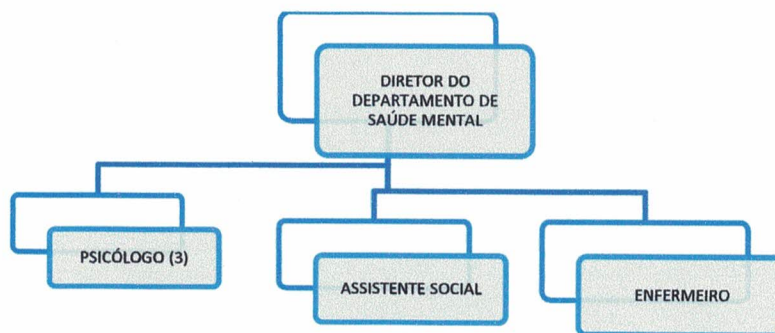 DIRETOR DO
DEPARTAMENTO DE
SAÚDE MENTAL
PSICÓLOGO (3)
ASSISTENTE SOCIAL
ENFERMEIRO